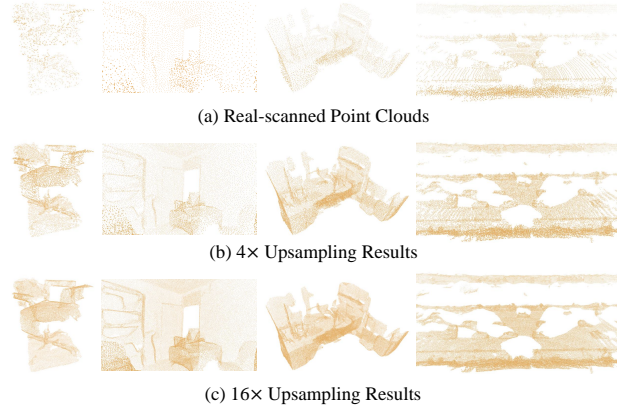 (a) Real-scanned Point Clouds
(b) 4× Upsampling Results
(c) 16× Upsampling Results